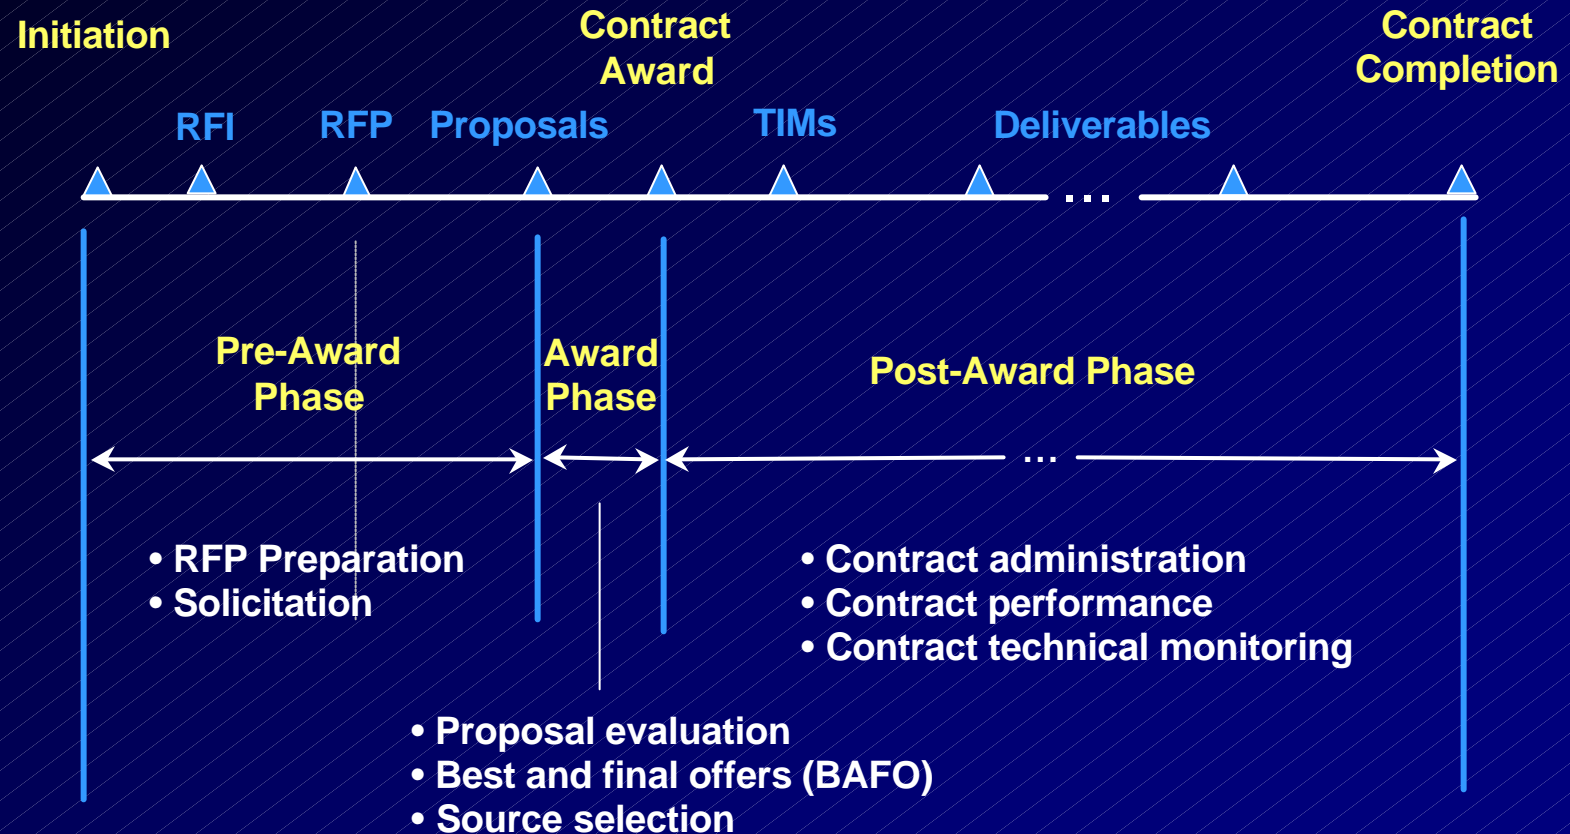 Initiation
Contract
Award
Contract
Completion
RFI
RFP
Proposals
TIMs
Deliverables
...
Pre-Award
Phase
Award
Phase
Post-Award Phase
...
• RFP Preparation
• Solicitation
• Contract administration
• Contract performance
• Contract technical monitoring
• Proposal evaluation
• Best and final offers (BAFO)
• Source selection